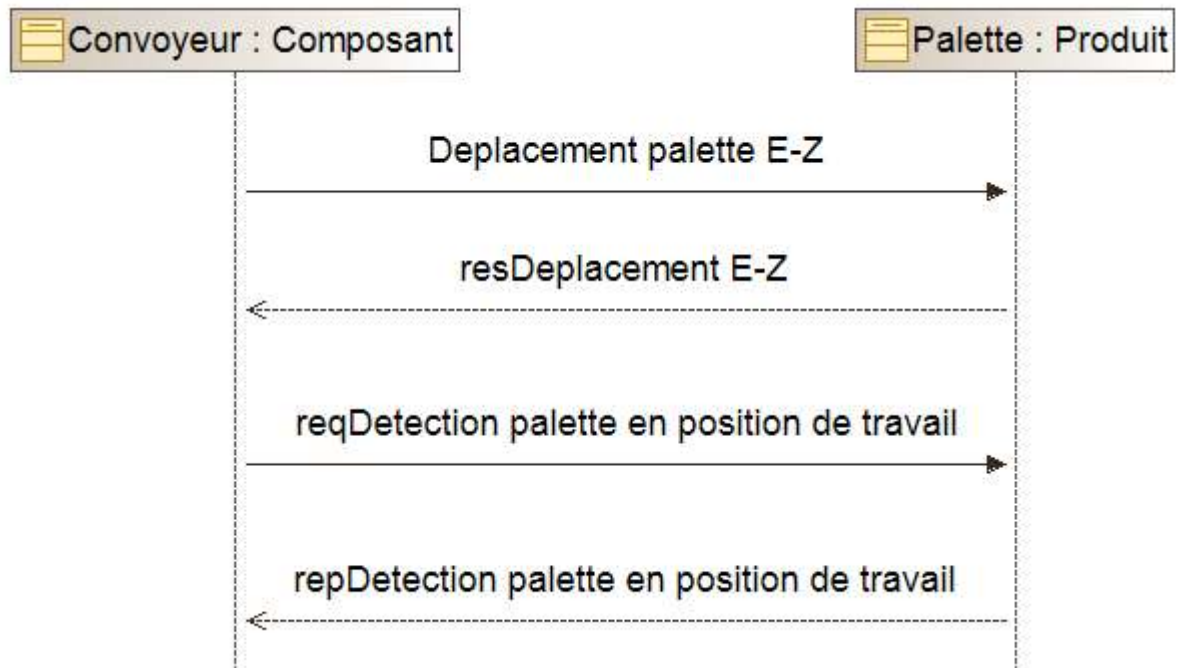 Convoyeur : Composant
Palette : Produit
Deplacement palette E-Z
resDeplacement E-Z
reqDetection palette en position de travail
repDetection palette en position de travail